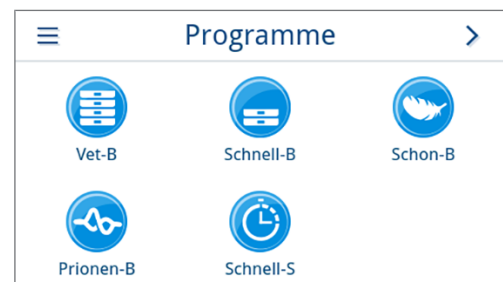 Programme
Vet-B
Schnell-B
Schon-B
Prionen-B
Schnell-S